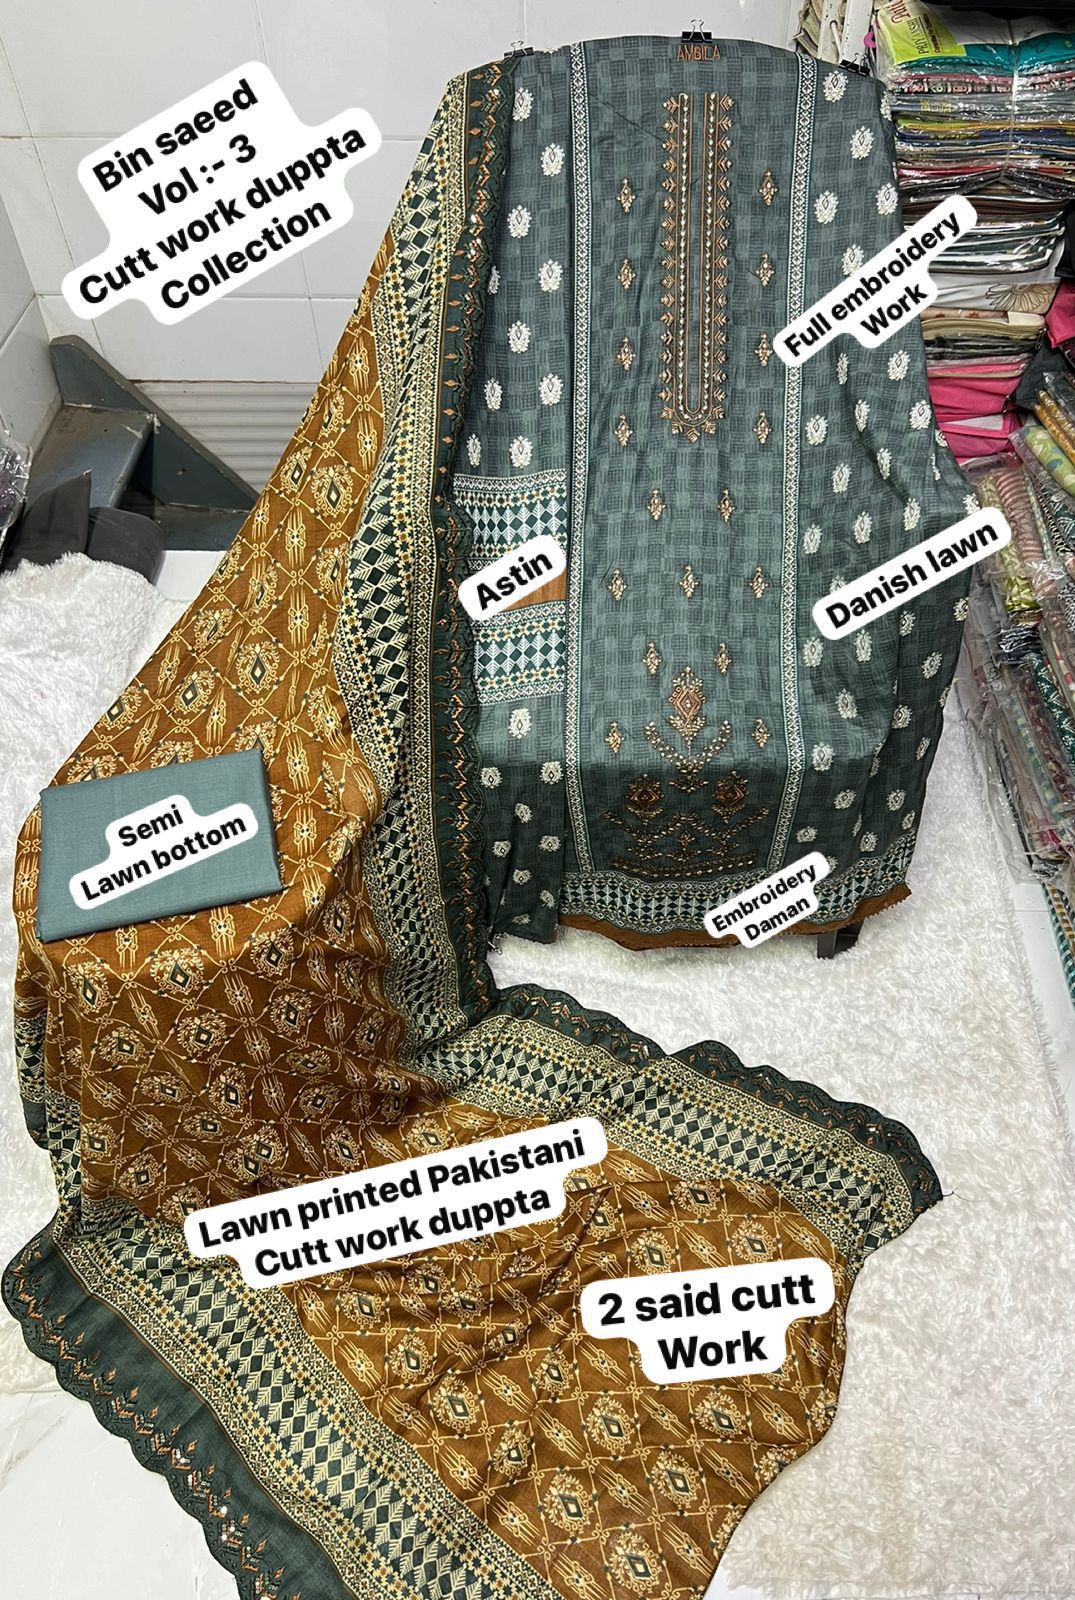 AMBILA
Bin saeed
Vol :- 3
Cutt work duppta
Collection
Full embroidery
Work
Astin
Danish lawn
Semi
Lawn bottom
Embroidery
Daman
Lawn printed Pakistani
Cutt work duppta
2 said cutt
Work